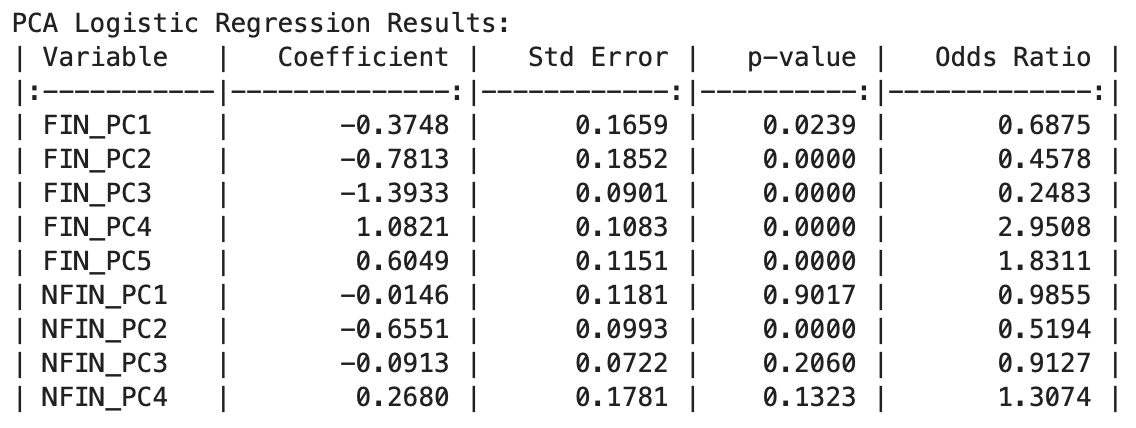 PCA Logistic Regression Results:
| Variable   |   Coefficient |   Std Error |   p-value |   Odds Ratio |
|:-----------|--------------:|------------:|----------:|-------------:|
| FIN_PC1    |       -0.3748 |      0.1659 |    0.0239 |       0.6875 |
| FIN_PC2    |       -0.7813 |      0.1852 |    0.0000 |       0.4578 |
| FIN_PC3    |       -1.3933 |      0.0901 |    0.0000 |       0.2483 |
| FIN_PC4    |        1.0821 |      0.1083 |    0.0000 |       2.9508 |
| FIN_PC5    |        0.6049 |      0.1151 |    0.0000 |       1.8311 |
| NFIN_PC1   |       -0.0146 |      0.1181 |    0.9017 |       0.9855 |
| NFIN_PC2   |       -0.6551 |      0.0993 |    0.0000 |       0.5194 |
| NFIN_PC3   |       -0.0913 |      0.0722 |    0.2060 |       0.9127 |
| NFIN_PC4   |        0.2680 |      0.1781 |    0.1323 |       1.3074 |